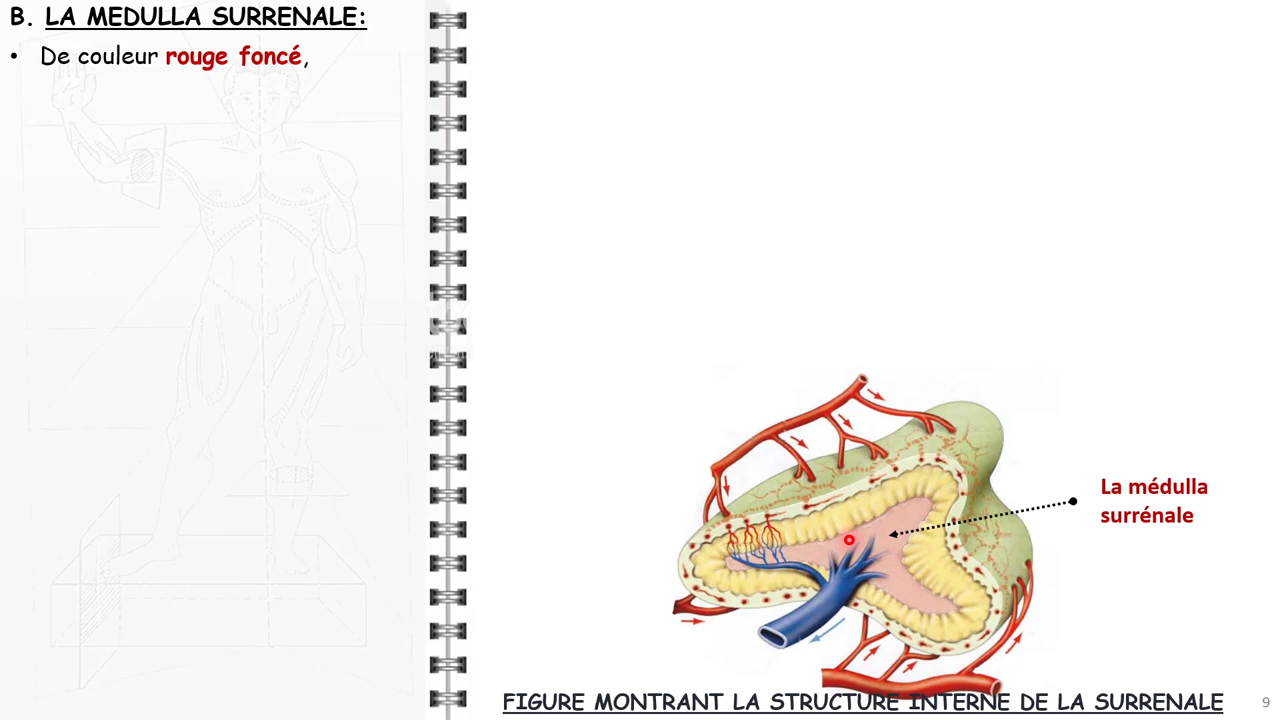 B. LA MEDULLA SURRENALE:
• De couleur rouge foncé,
La médulla
surrénale
FIGURE MONTRANT LA STRUCTURE INTERNE DE LA SURRENALE
9